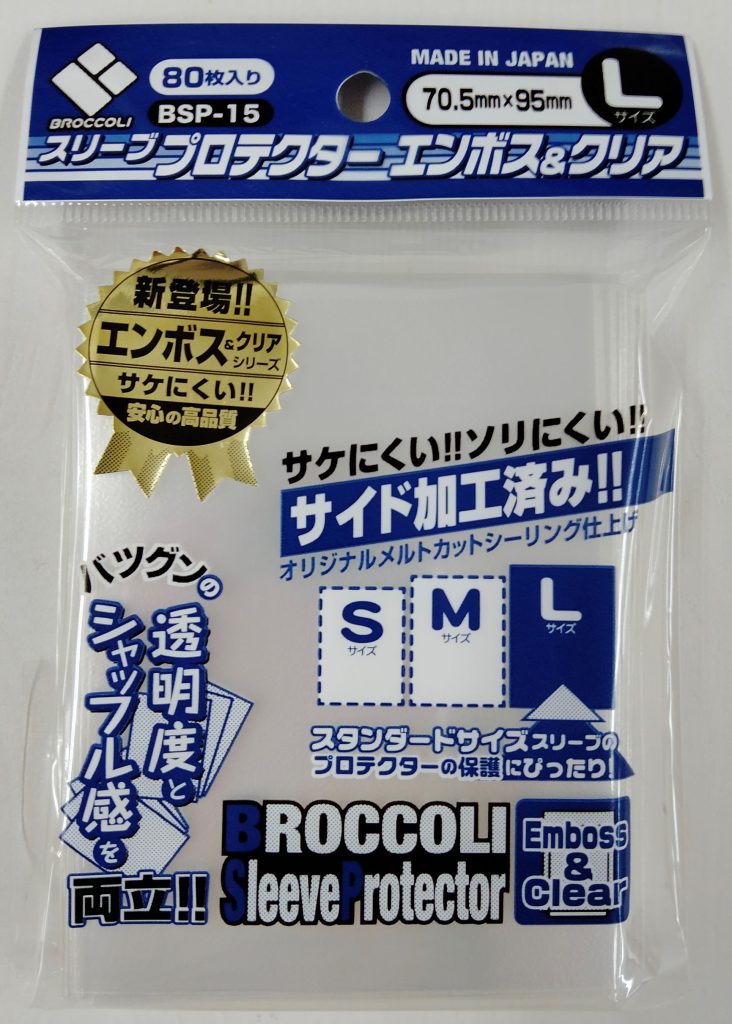 BROCCOLI
80枚入り
BSP-15
MADE IN JAPAN
70.5mm×95mm
L
サイズ
スリーブプロテクター エンボス&クリア
新登場!!
エンボス&クリア
シリーズ
サケにくい!!
安心の高品質
サケにくい!!ソリにくい!!
サイド加工済み!!
オリジナルメルトカットシーリング仕上げ
S
サイズ
M
サイズ
L
サイズ
バツグンの
透明度と
シャッフル感を
両立!!
スタンダードサイズスリーブの
プロテクターの保護にぴったり!
BROCCOLI
SleeveProtector
Emboss
&
Clear